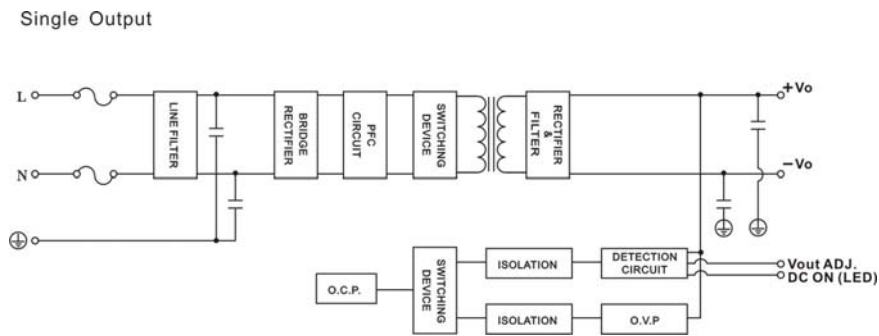 Single Output
L
N
LINE FILTER
BRIDGE
RECTIFIER
PFC
CIRCUIT
SWITCHING
DEVICE
RECTIFIER
&
FILTER
+Vo
-Vo
O.C.P.
SWITCHING
DEVICE
ISOLATION
DETECTION
CIRCUIT
Vout ADJ.
DC ON (LED)
ISOLATION
O.V.P